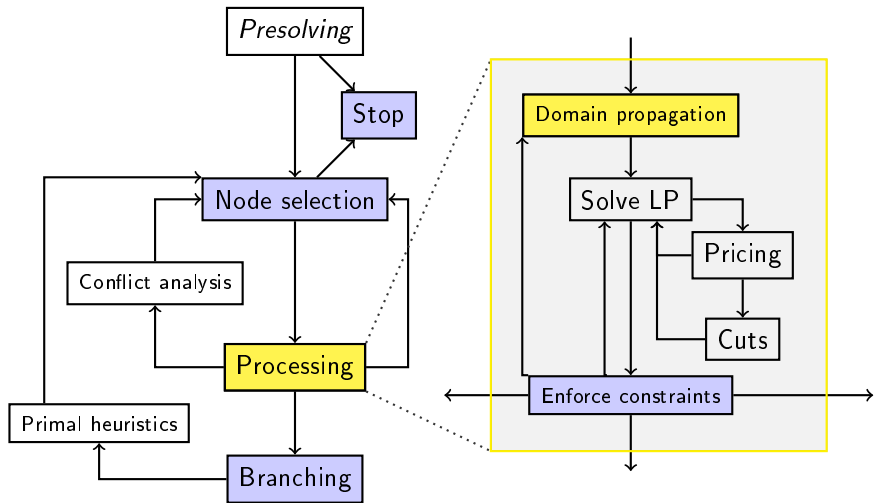 Presolving
Stop
Node selection
Conflict analysis
Processing
Primal heuristics
Branching
Domain propagation
Solve LP
Pricing
Cuts
Enforce constraints